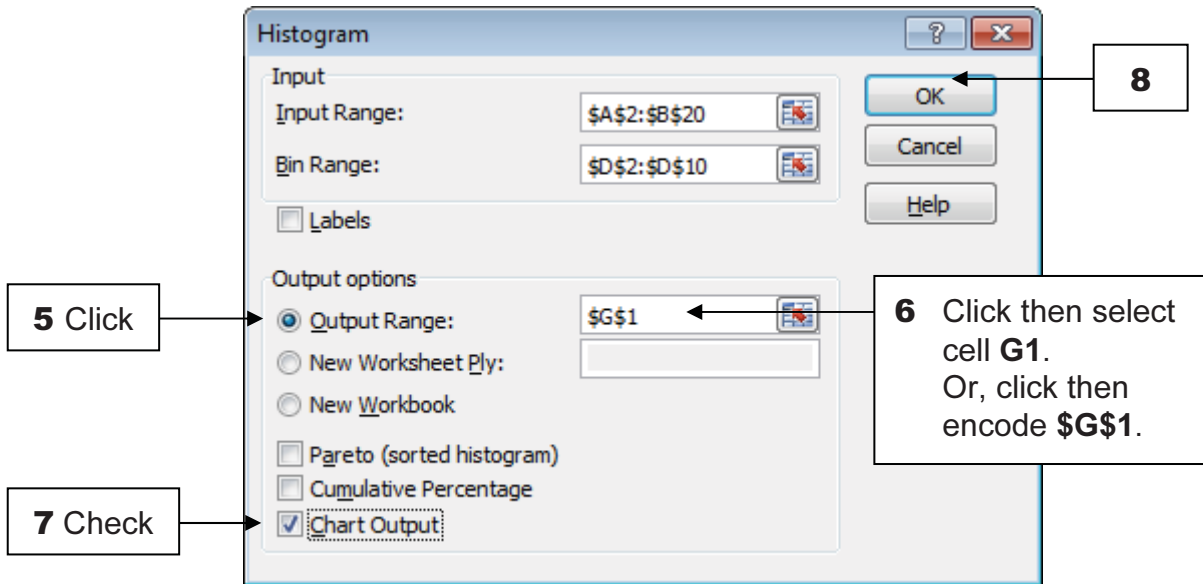 Histogram
Input
Input Range: $A$2:$B$20
Bin Range: $D$2:$D$10
Labels
OK
Cancel
Help
8
Output options
5 Click
Output Range: $G$1
New Worksheet Ply:
New Workbook
Pareto (sorted histogram)
Cumulative Percentage
7 Check
Chart Output
6 Click then select
cell G1.
Or, click then
encode $G$1.